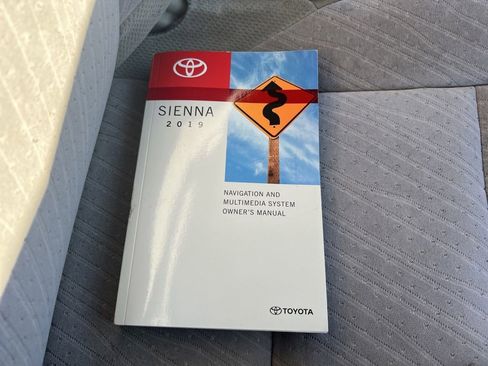 SIENNA
2019
NAVIGATION AND
MULTIMEDIA SYSTEM
OWNER'S MANUAL
TOYOTA